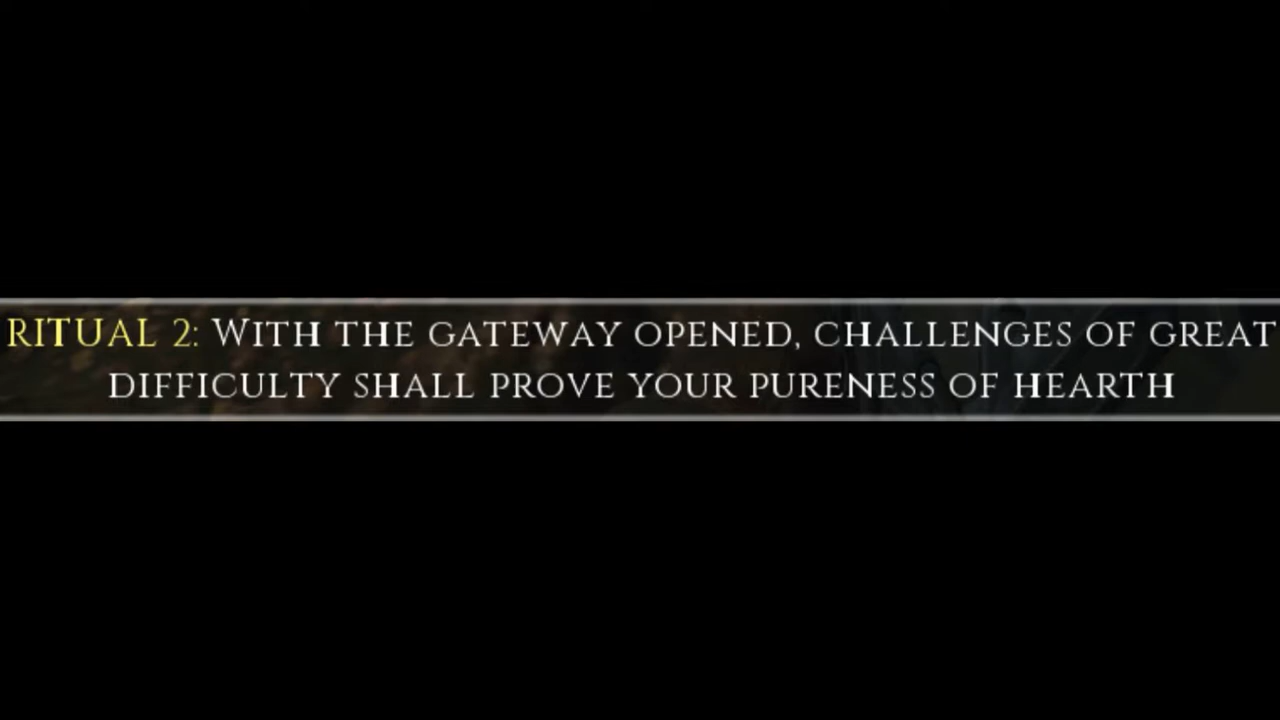 RITUAL 2: WITH THE GATEWAY OPENED, CHALLENGES OF GREAT
DIFFICULTY SHALL PROVE YOUR PURENESS OF HEARTH